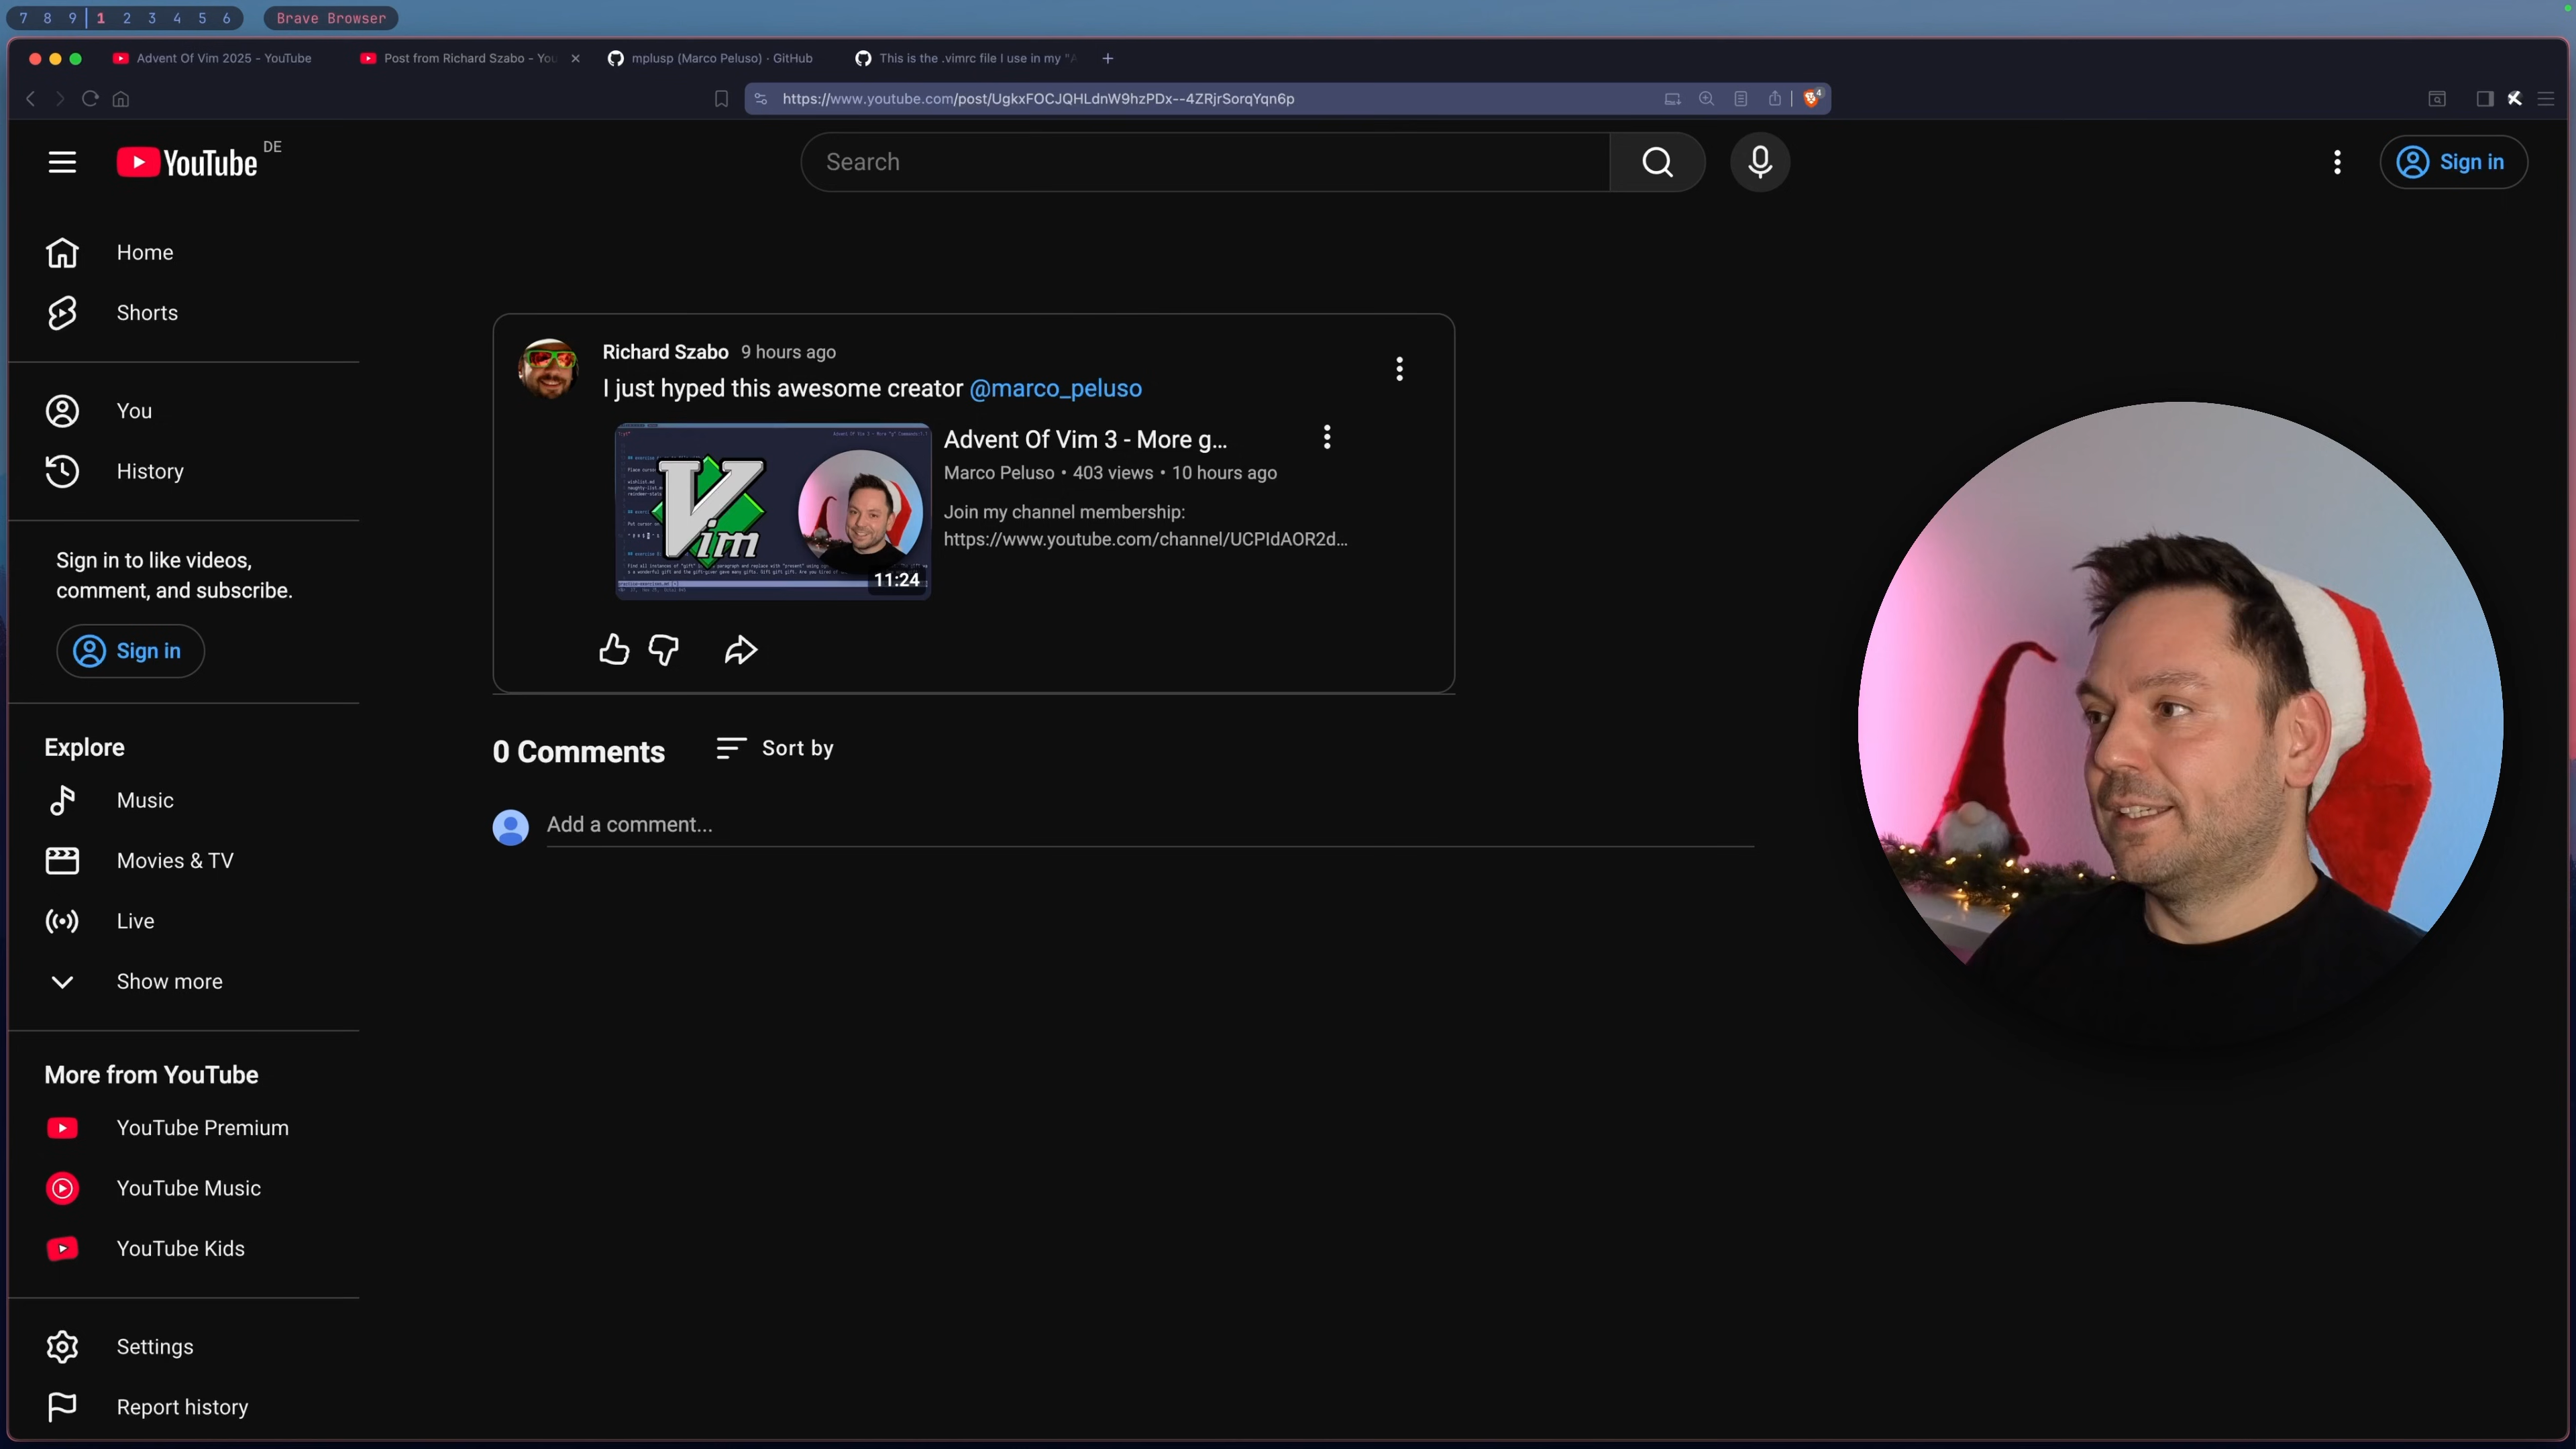 7 8 9 1 2 3 4 5 6 Brave Browser
Advent Of Vim 2025 - YouTube
Post from Richard Szabo - You
mplusp (Marco Peluso) · GitHub
This is the .vimrc file I use in my "A
https://www.youtube.com/post/UgkxFOCJQHLdnW9hzPDx--4ZRjrSorqYqn6p
4
YouTube DE
Search
Sign in
Home
Shorts
You
History
Sign in to like videos,
comment, and subscribe.
Sign in
Explore
Music
Movies & TV
Live
Show more
More from YouTube
YouTube Premium
YouTube Music
YouTube Kids
Settings
Report history
Richard Szabo 9 hours ago
I just hyped this awesome creator @marco_peluso
Vim
11:24
Advent Of Vim 3 - More g...
Marco Peluso • 403 views • 10 hours ago
Join my channel membership:
https://www.youtube.com/channel/UCPIdAOR2d...
0 Comments
Sort by
Add a comment...